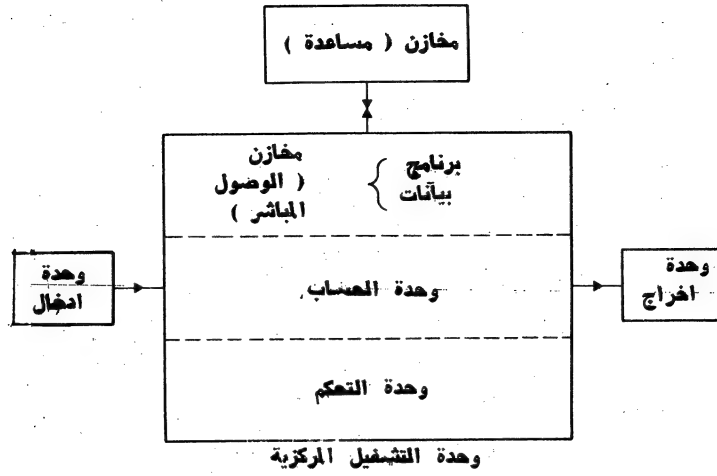 مخازن ( مساعدة )
برنامج
بيانات
مخازن
( الوصول
المباشر )
وحدة
ادخال
وحدة الحساب
وحدة
اخراج
وحدة التحكم
وحدة التشغيل المركزية